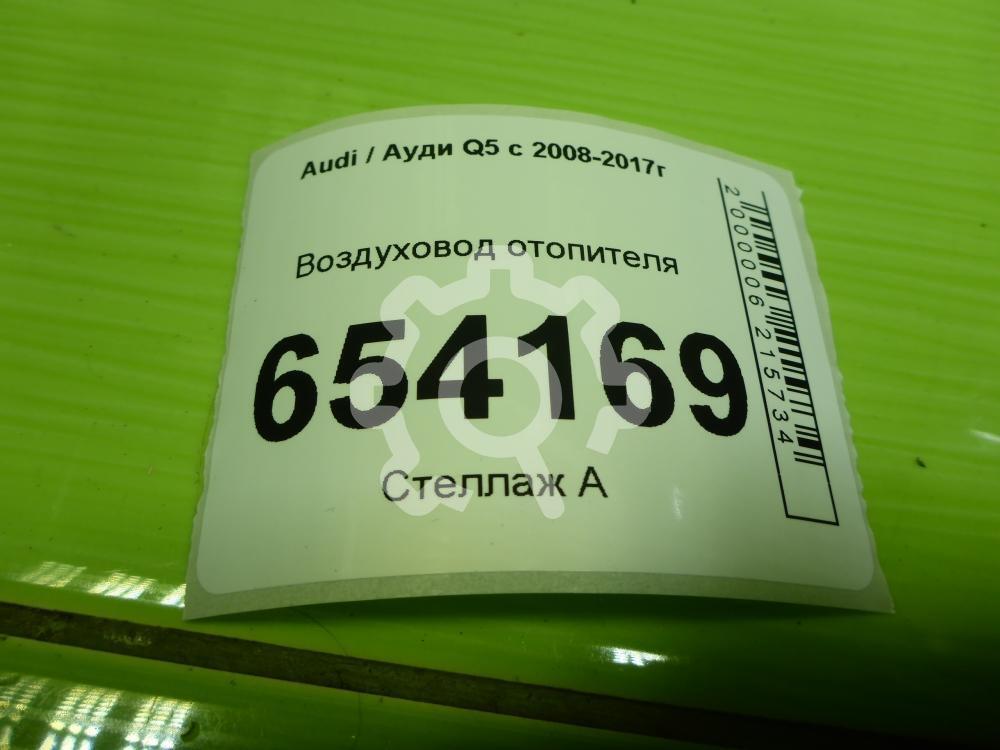 Audi / Ауди Q5 с 2008-2017г
Воздуховод отопителя
654169
Стеллаж А
2000006215734